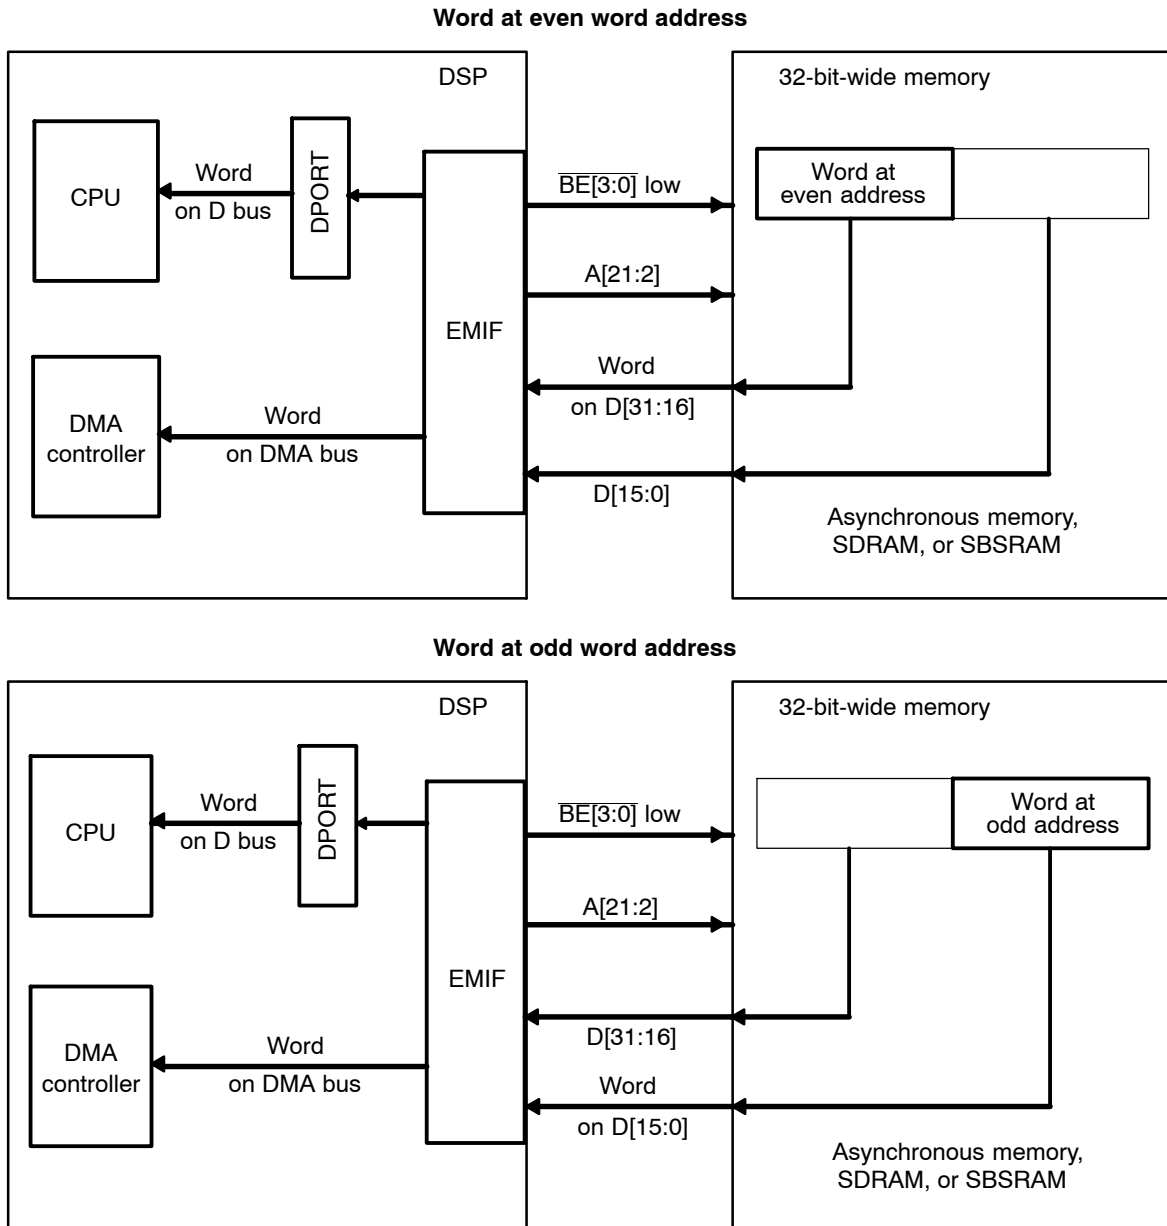 Word at even word address
DSP
32-bit-wide memory
CPU
Word
on D bus
DPORT
EMIF
BE[3:0] low
A[21:2]
Word
on D[31:16]
D[15:0]
Word at
even address
DMA
controller
Word
on DMA bus
Asynchronous memory,
SDRAM, or SBSRAM
Word at odd word address
DSP
32-bit-wide memory
CPU
Word
on D bus
DPORT
EMIF
BE[3:0] low
A[21:2]
D[31:16]
Word
on D[15:0]
Word at
odd address
DMA
controller
Word
on DMA bus
Asynchronous memory,
SDRAM, or SBSRAM